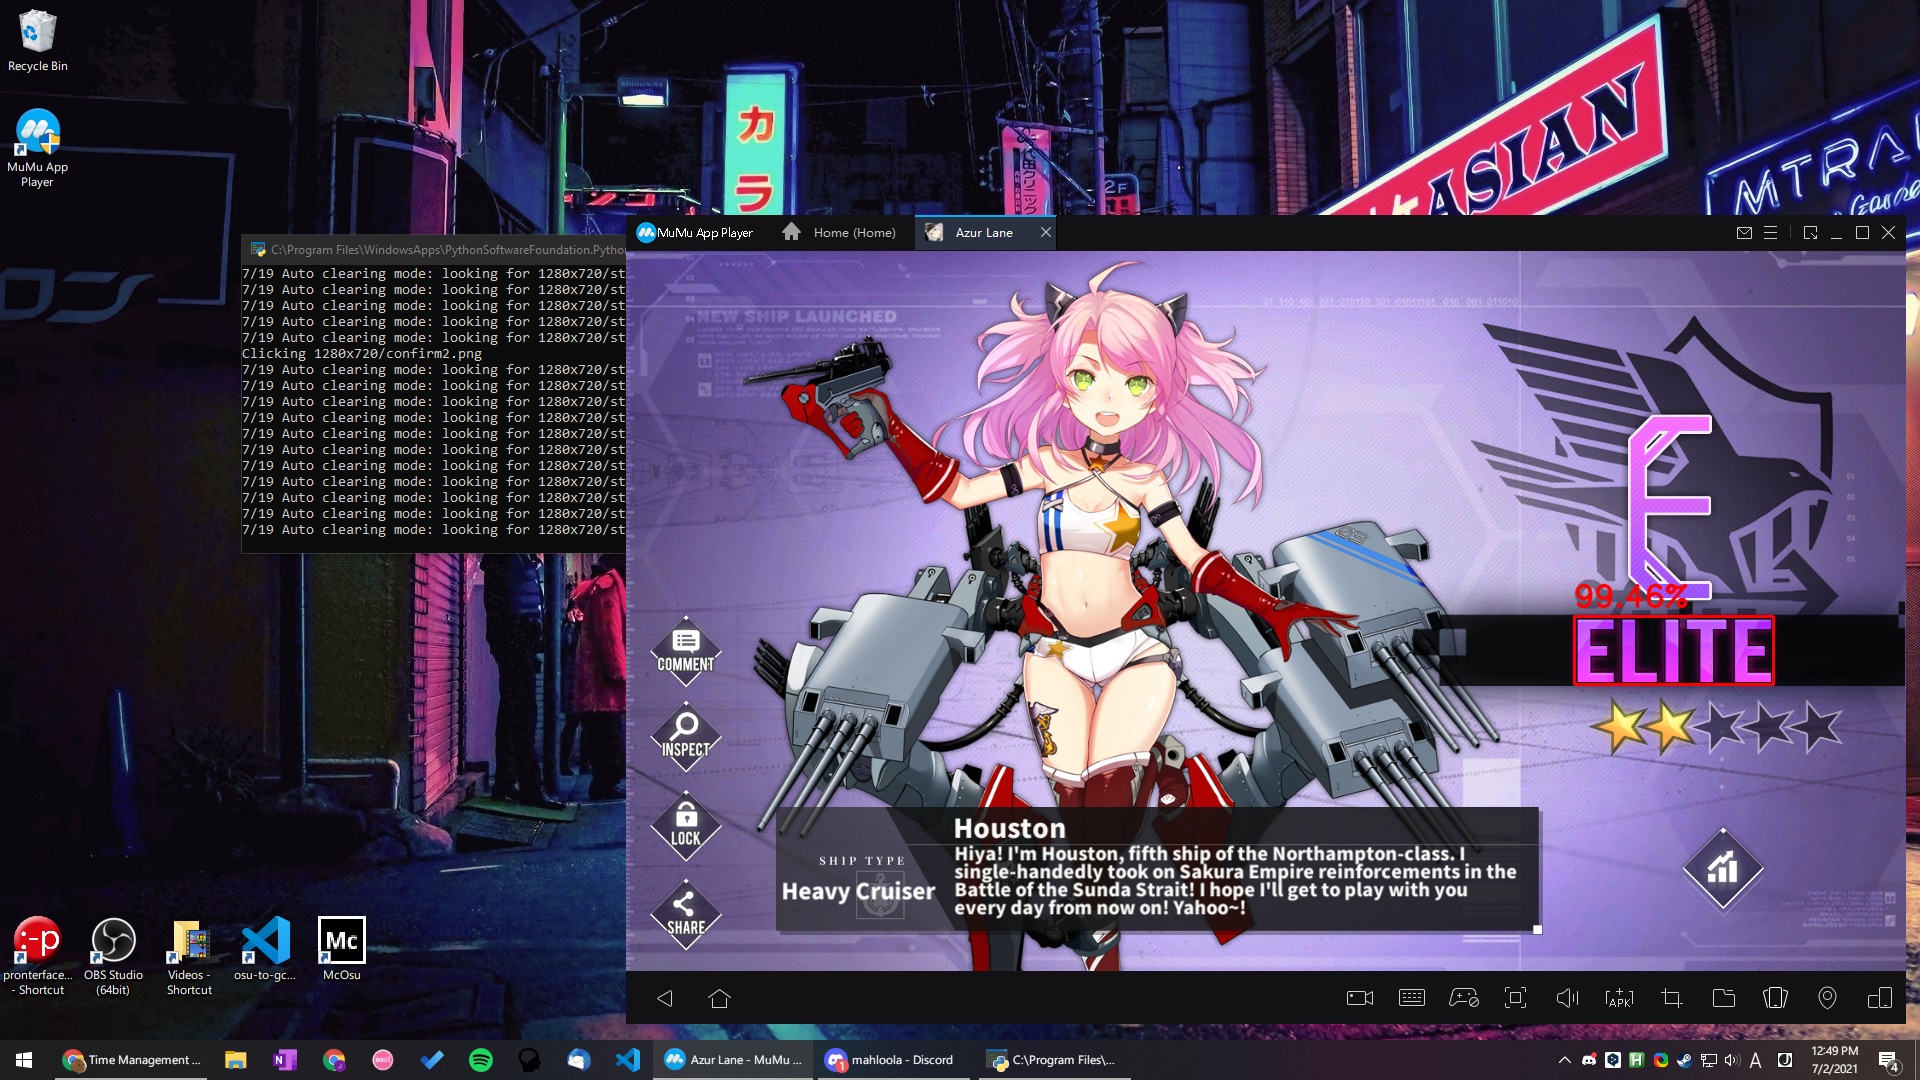 Recycle Bin
MuMu App
Player
カ
ラ
2F
ASIAN
MTRA
ロン
C:\Program Files\WindowsApps\PythonSoftwareFoundation.Pytho
7/19 Auto clearing mode: looking for 1280x720/st
7/19 Auto clearing mode: looking for 1280x720/st
7/19 Auto clearing mode: looking for 1280x720/st
7/19 Auto clearing mode: looking for 1280x720/st
7/19 Auto clearing mode: looking for 1280x720/st
Clicking 1280x720/confirm2.png
7/19 Auto clearing mode: looking for 1280x720/st
7/19 Auto clearing mode: looking for 1280x720/st
7/19 Auto clearing mode: looking for 1280x720/st
7/19 Auto clearing mode: looking for 1280x720/st
7/19 Auto clearing mode: looking for 1280x720/st
7/19 Auto clearing mode: looking for 1280x720/st
7/19 Auto clearing mode: looking for 1280x720/st
7/19 Auto clearing mode: looking for 1280x720/st
7/19 Auto clearing mode: looking for 1280x720/st
7/19 Auto clearing mode: looking for 1280x720/st
7/19 Auto clearing mode: looking for 1280x720/st
MuMu App Player
Home (Home)
Azur Lane
NEW SHIP LAUNCHED
E
99.46%
ELITE
COMMENT
INSPECT
LOCK
SHARE
SHIP TYPE
Heavy Cruiser
Houston
Hiya! I'm Houston, fifth ship of the Northampton-class. I
single-handedly took on Sakura Empire reinforcements in the
Battle of the Sunda Strait! I hope I'll get to play with you
every day from now on! Yahoo~!
APK
:-p
Mc
pronterface...
- Shortcut
OBS Studio
(64bit)
Videos -
Shortcut
osu-to-gc...
McOsu
Time Management ...
Azur Lane - MuMu ...
mahloola - Discord
C:\Program Files\...
12:49 PM
7/2/2021
4